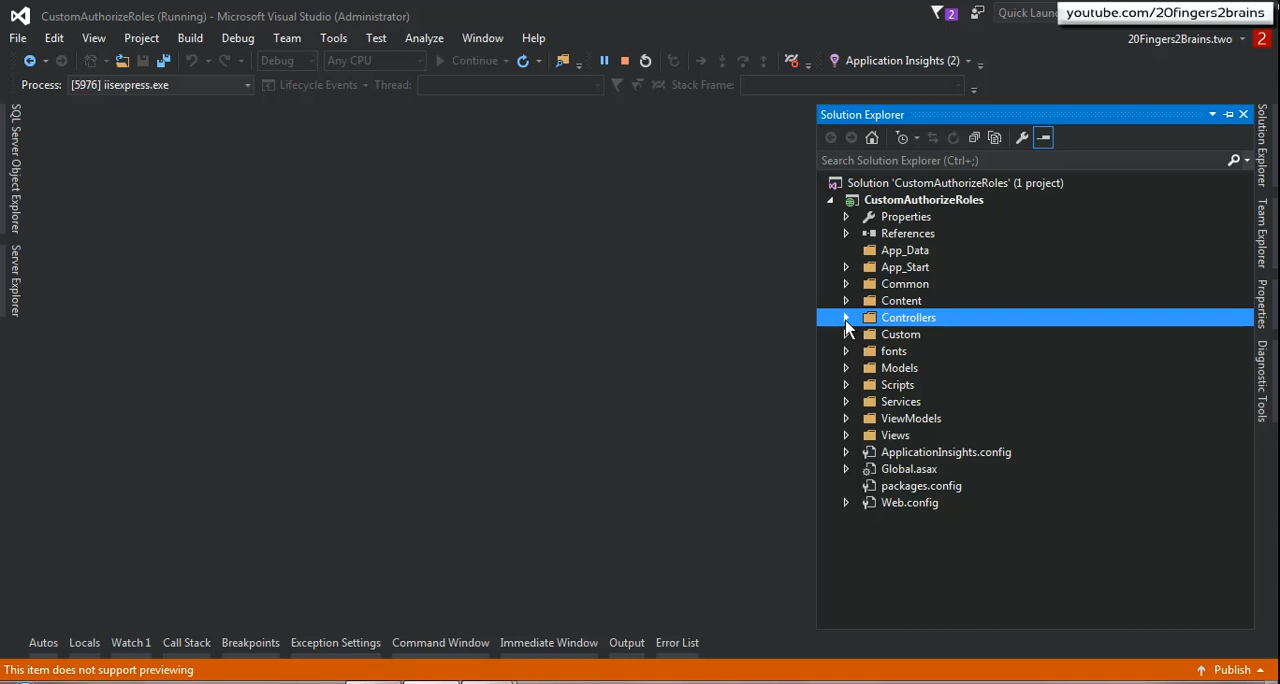 CustomAuthorizeRoles (Running) - Microsoft Visual Studio (Administrator)
2
Quick Laun
youtube.com/20fingers2brains
File Edit View Project Build Debug Team Tools Test Analyze Window Help
20Fingers2Brains.two
2
Debug Any CPU Continue Application Insights (2)
Process: [5976] iisexpress.exe Lifecycle Events Thread: Stack Frame:
SQL Server Object Explorer
Server Explorer
Solution Explorer
Search Solution Explorer (Ctrl+;)
Solution 'CustomAuthorizeRoles' (1 project)
CustomAuthorizeRoles
Properties
References
App_Data
App_Start
Common
Content
Controllers
Custom
fonts
Models
Scripts
Services
ViewModels
Views
ApplicationInsights.config
Global.asax
packages.config
Web.config
Solution Explorer
Team Explorer
Properties
Diagnostic Tools
Autos Locals Watch 1 Call Stack Breakpoints Exception Settings Command Window Immediate Window Output Error List
This item does not support previewing
Publish